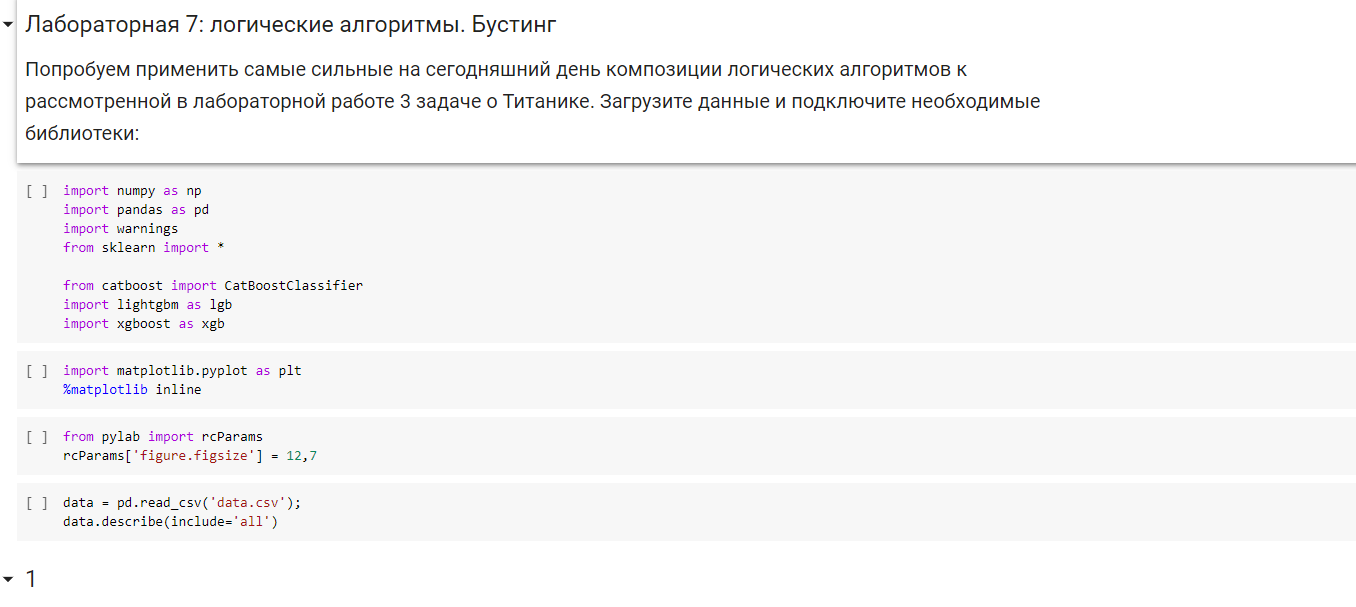 Лабораторная 7: логические алгоритмы. Бустинг
Попробуем применить самые сильные на сегодняшний день композиции логических алгоритмов к
рассмотренной в лабораторной работе 3 задаче о Титанике. Загрузите данные и подключите необходимые
библиотеки:
[ ] import numpy as np
import pandas as pd
import warnings
from sklearn import *
from catboost import CatBoostClassifier
import lightgbm as lgb
import xgboost as xgb
[ ] import matplotlib.pyplot as plt
%matplotlib inline
[ ] from pylab import rcParams
rcParams['figure.figsize'] = 12,7
[ ] data = pd.read_csv('data.csv');
data.describe(include='all')
1